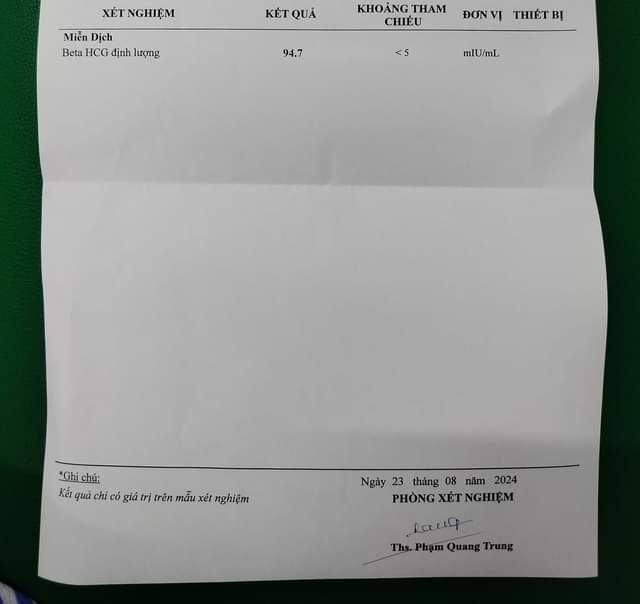 XÉT NGHIỆM KẾT QUẢ KHOẢNG THAM CHIẾU ĐƠN VỊ THIẾT BỊ
Miễn Dịch
Beta HCG định lượng 94.7 < 5 mIU/mL
*Ghi chú:
Kết quả chỉ có giá trị trên mẫu xét nghiệm
Ngày 23 tháng 08 năm 2024
PHÒNG XÉT NGHIỆM
Ths. Phạm Quang Trung